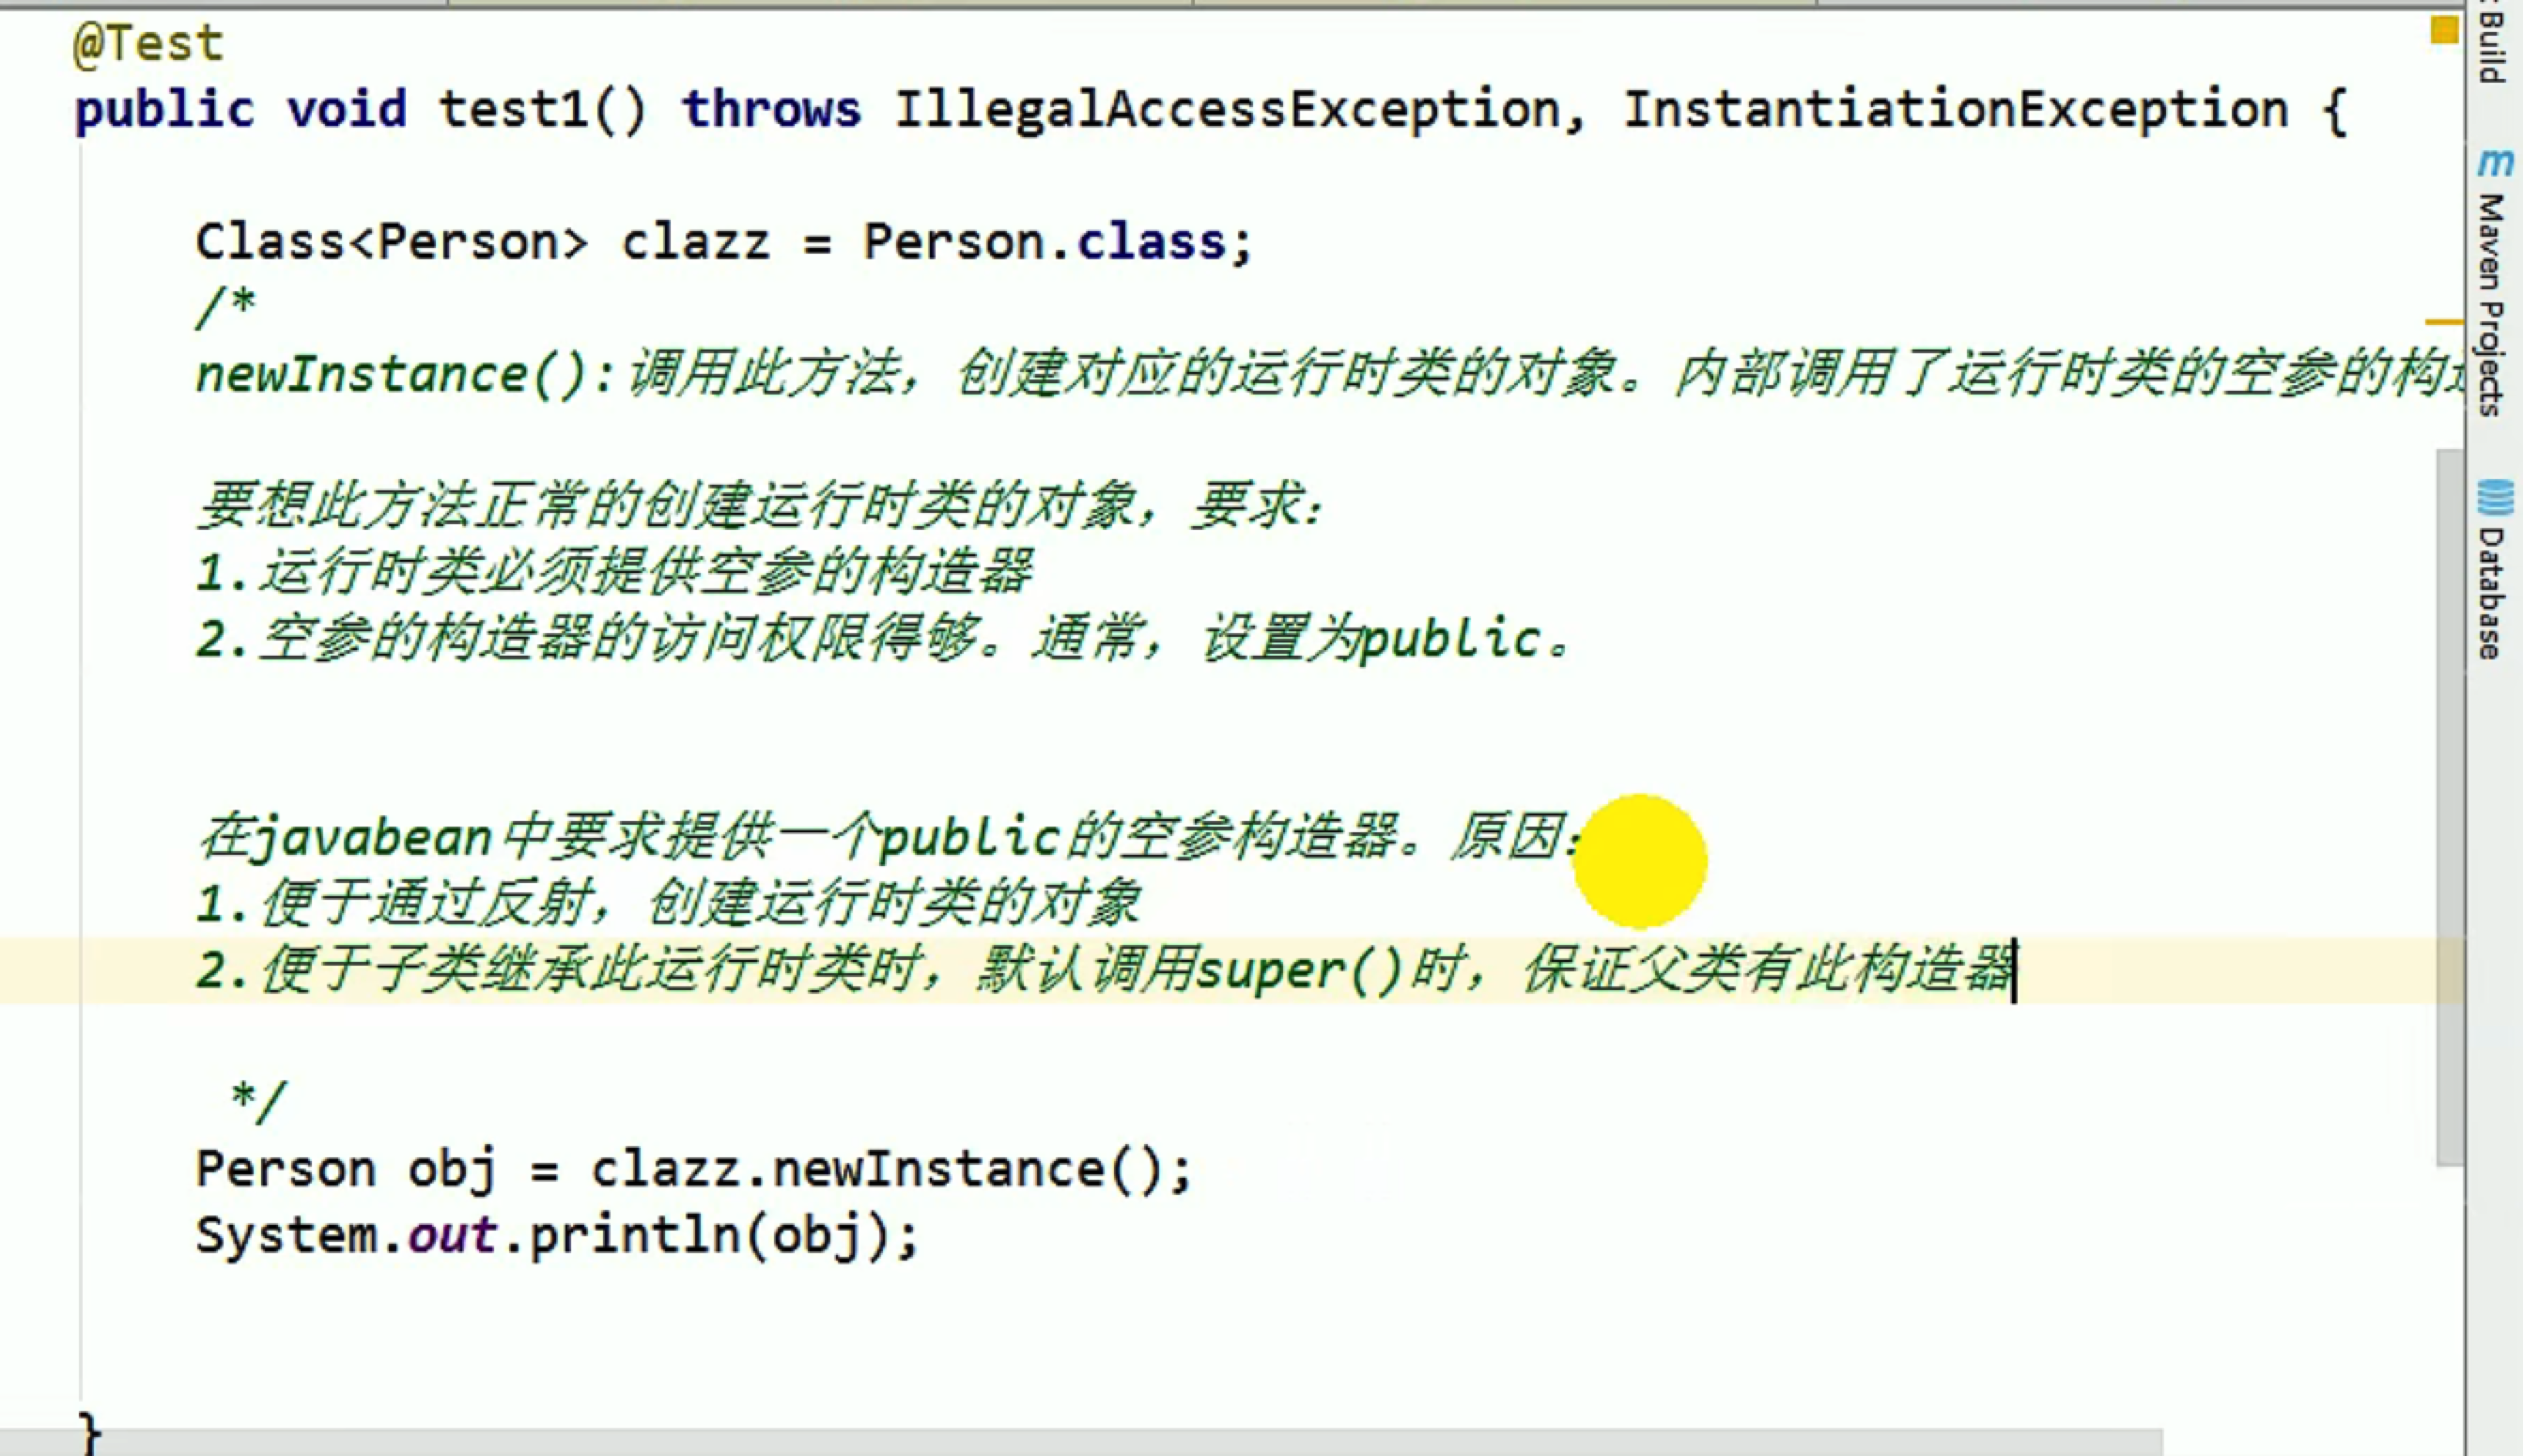 @Test
public void test1() throws IllegalAccessException, InstantiationException {
Class<Person> clazz = Person.class;
/*
newInstance():调用此方法，创建对应的运行时类的对象。内部调用了运行时类的空参的构造
要想此方法正常的创建运行时类的对象，要求：
1.运行时类必须提供空参的构造器
2.空参的构造器的访问权限得够。通常，设置为public。
在javabean中要求提供一个public的空参构造器。原因：
1.便于通过反射，创建运行时类的对象
2.便于子类继承此运行时类时，默认调用super()时，保证父类有此构造器
*/
Person obj = clazz.newInstance();
System.out.println(obj);
}
Build
Maven Projects
Database